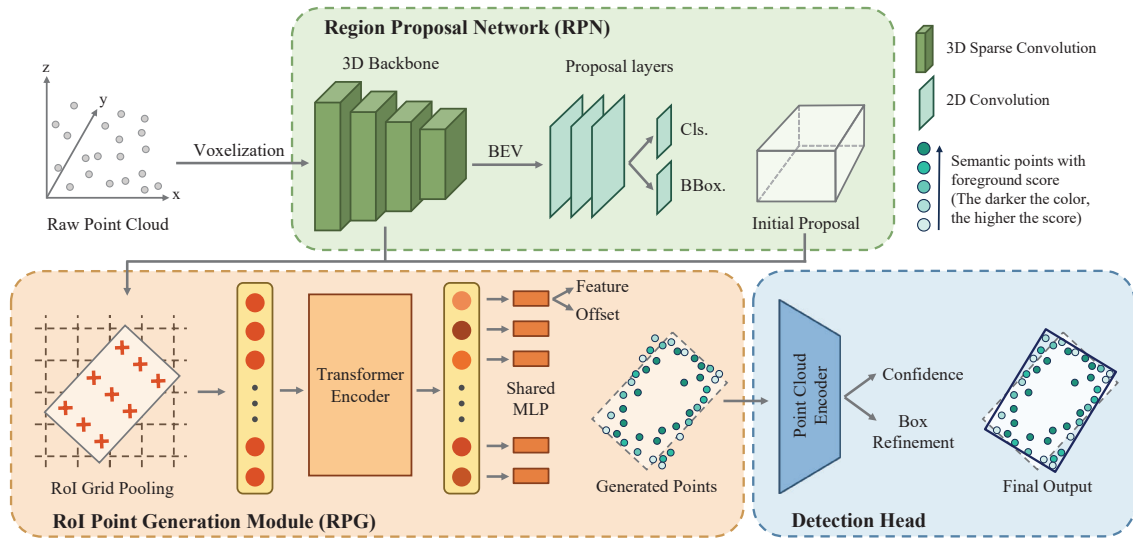 Region Proposal Network (RPN)
3D Backbone
Proposal layers
z
y
x
Raw Point Cloud
Voxelization
BEV
Cls.
BBox.
Initial Proposal
3D Sparse Convolution
2D Convolution
Semantic points with
foreground score
(The darker the color,
the higher the score)
RoI Grid Pooling
Transformer
Encoder
Feature
Offset
Shared
MLP
Generated Points
RoI Point Generation Module (RPG)
Point Cloud
Encoder
Confidence
Box
Refinement
Final Output
Detection Head